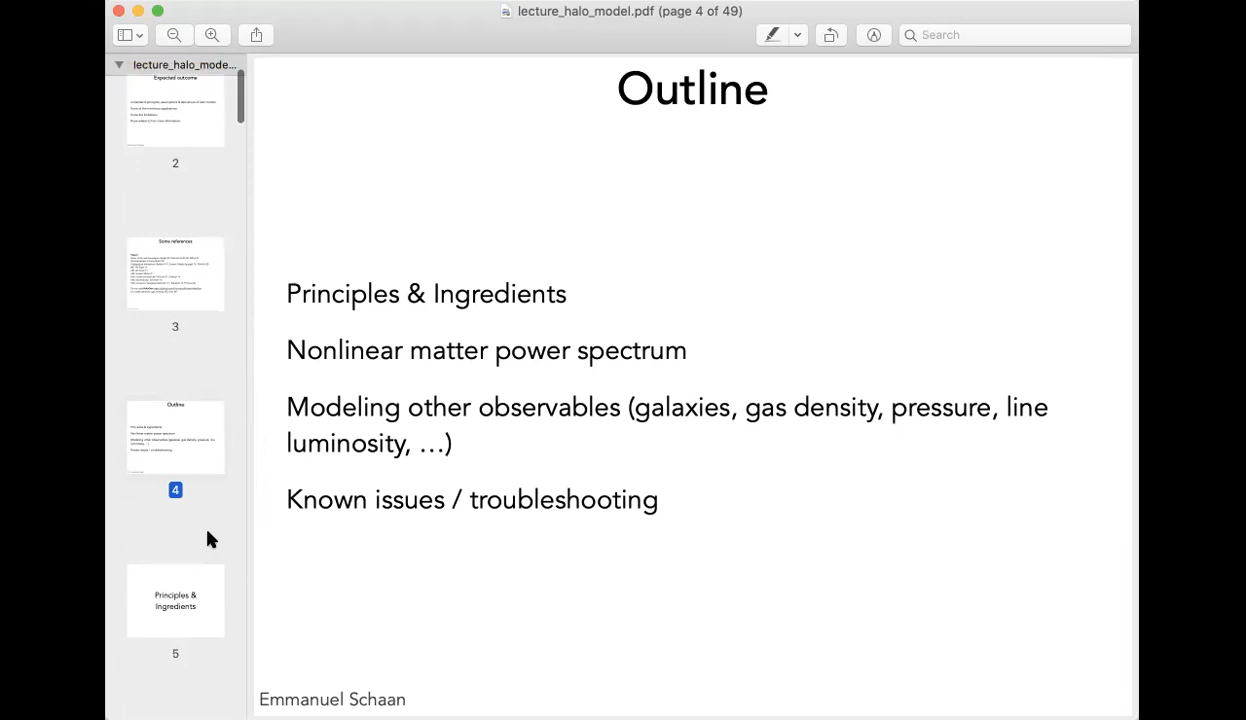 lecture_halo_model.pdf (page 4 of 49)
Search
lecture_halo_mode...
Expected outcome
2
Some references
3
Outline
4
Principles &
Ingredients
5
Outline
Principles & Ingredients
Nonlinear matter power spectrum
Modeling other observables (galaxies, gas density, pressure, line
luminosity, …)
Known issues / troubleshooting
Emmanuel Schaan